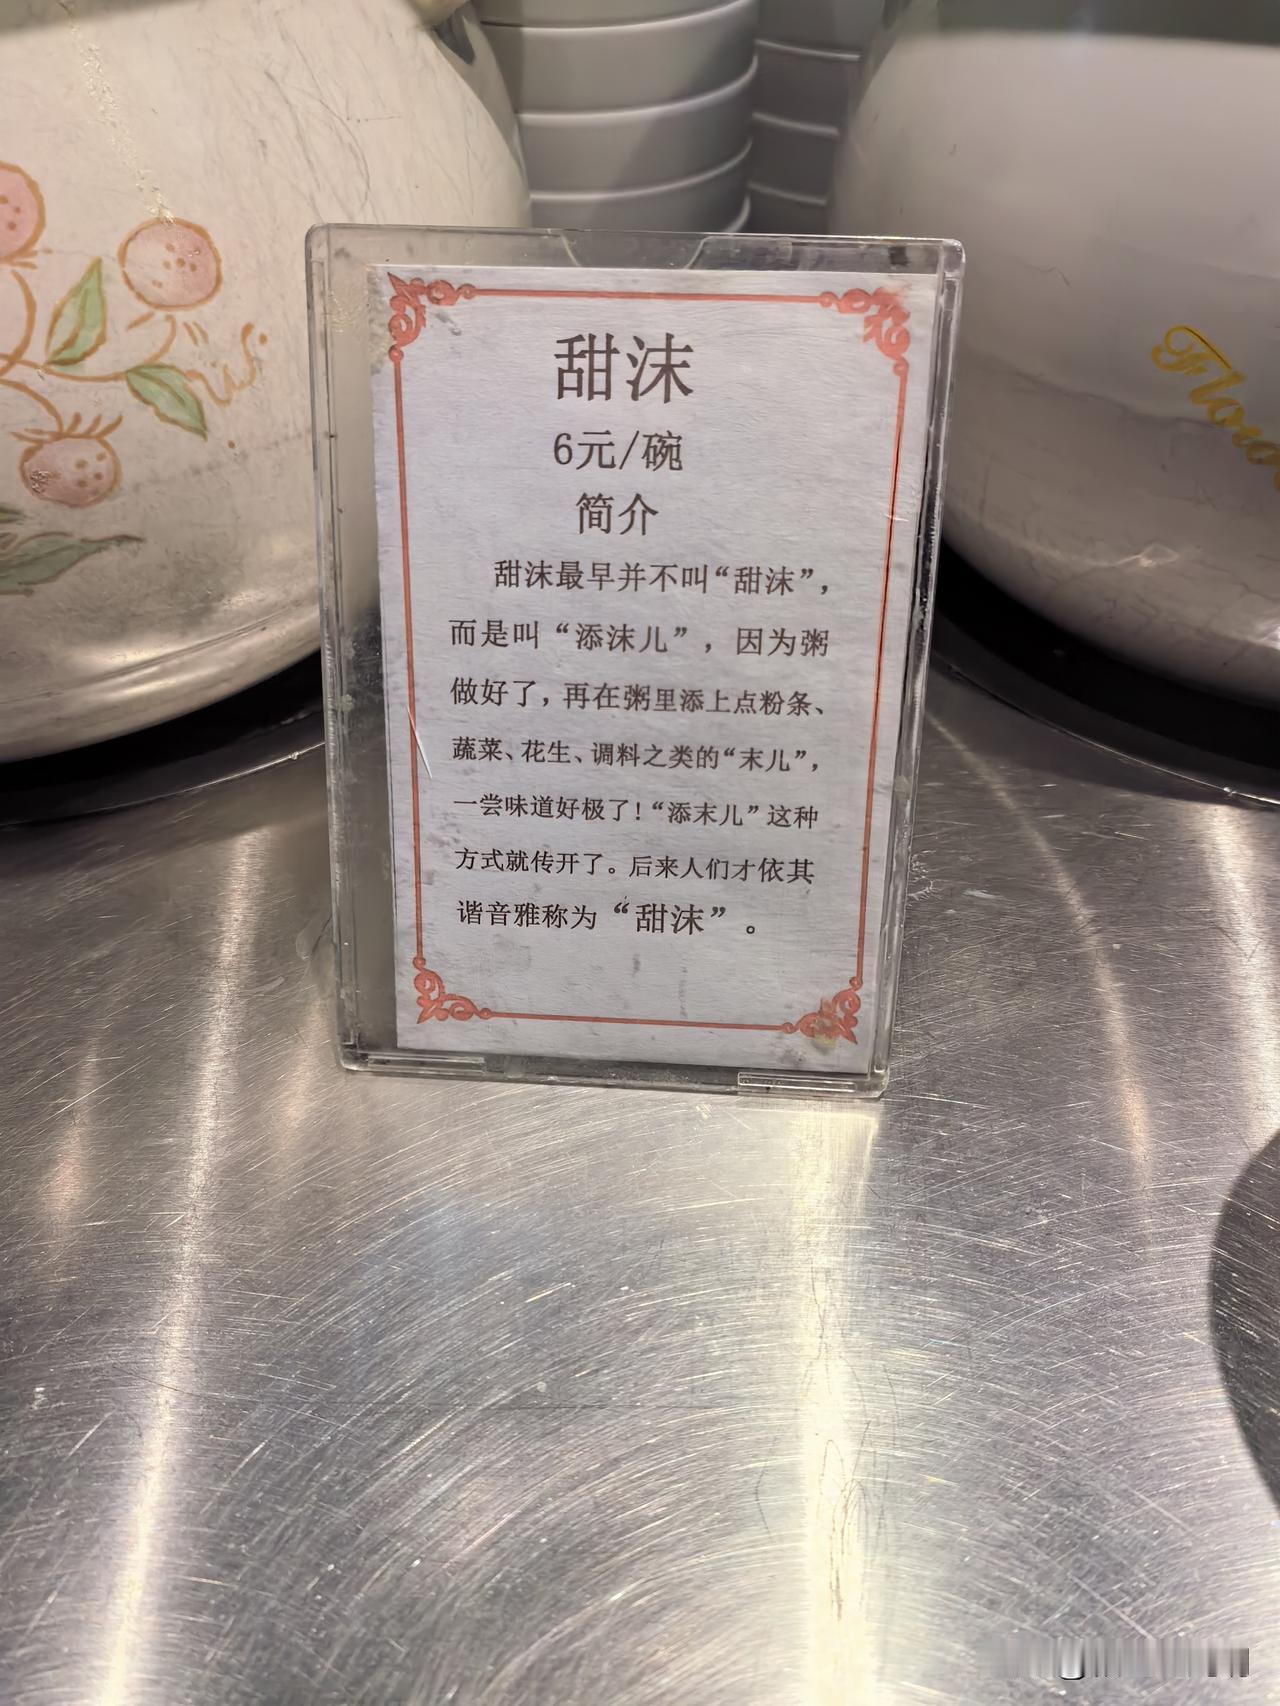 甜沫
6元/碗
简介
甜沫最早并不叫“甜沫”，
而是叫“添沫儿”，因为粥
做好了，再在粥里添上点粉条、
蔬菜、花生、调料之类的“末儿”，
一尝味道好极了！“添末儿”这种
方式就传开了。后来人们才依其
谐音雅称为“甜沫”。